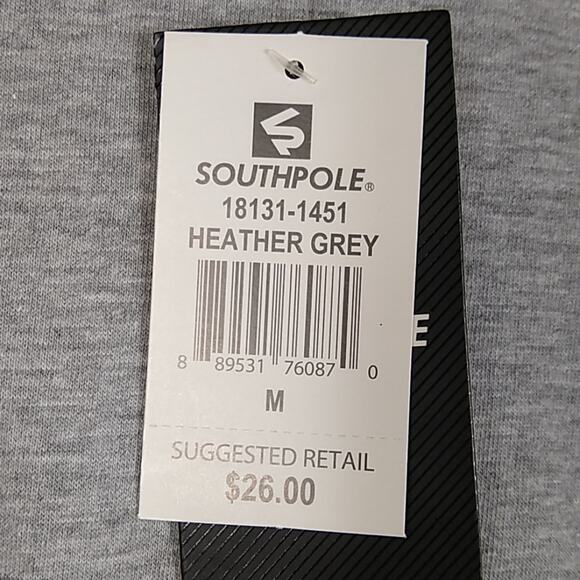 SOUTHPOLE®
18131-1451
HEATHER GREY
8 89531 76087 0
M
SUGGESTED RETAIL
$26.00
E